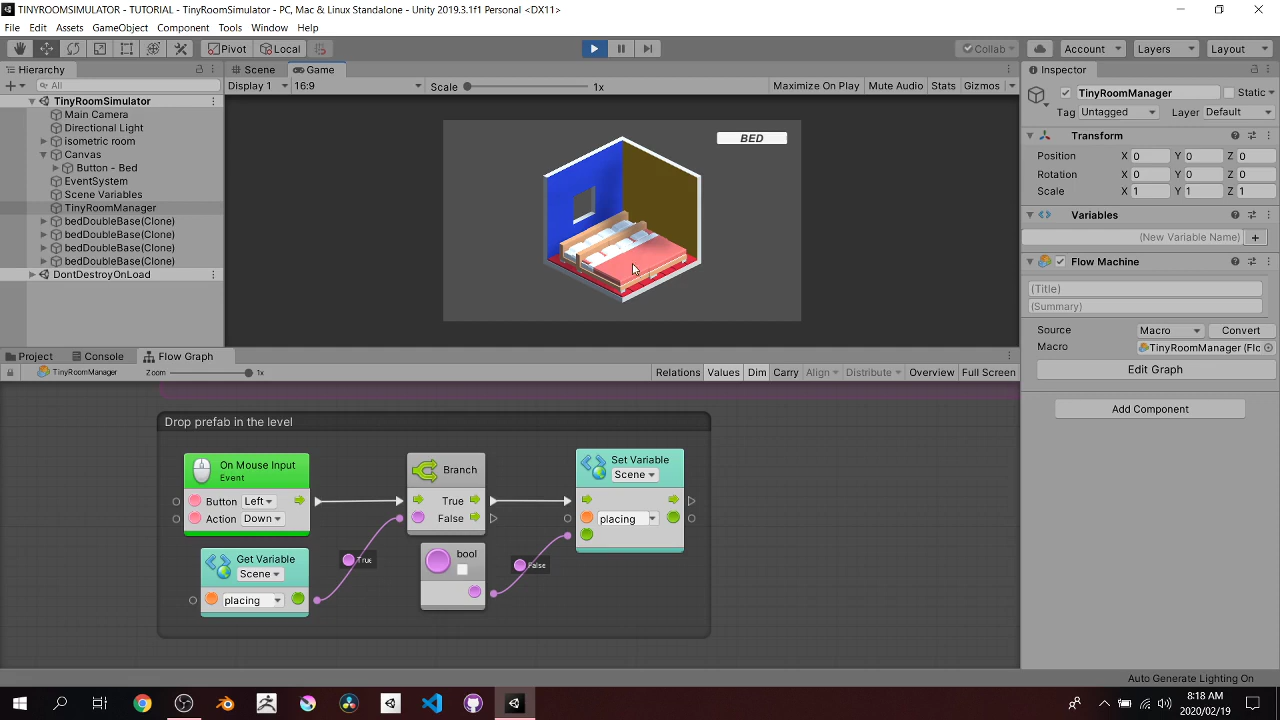 TINYROOMSIMULATOR - TUTORIAL - TinyRoomSimulator - PC, Mac & Linux Standalone - Unity 2019.3.1f1 Personal <DX11>
File Edit Assets GameObject Component Tools Window Help
Pivot Local Collab Account Layers Layout
Hierarchy
All
TinyRoomSimulator
Main Camera
Directional Light
isometric room
Canvas
Button - Bed
EventSystem
Scene Variables
TinyRoomManager
bedDoubleBase(Clone)
bedDoubleBase(Clone)
bedDoubleBase(Clone)
bedDoubleBase(Clone)
DontDestroyOnLoad
Scene Game
Display 1 16:9 Scale 1x Maximize On Play Mute Audio Stats Gizmos
BED
Inspector
TinyRoomManager Static
Tag Untagged Layer Default
Transform
Position X 0 Y 0 Z 0
Rotation X 0 Y 0 Z 0
Scale X 1 Y 1 Z 1
Variables
(New Variable Name)
Flow Machine
(Title)
(Summary)
Source Macro Convert
Macro TinyRoomManager (Flc
Edit Graph
Add Component
Project Console Flow Graph
TinyRoomManager Zoom 1x Relations Values Dim Carry Align Distribute Overview Full Screen
Drop prefab in the level
On Mouse Input
Event
Button Left
Action Down
Get Variable
Scene
placing
True
Branch
True
False
bool
False
Set Variable
Scene
placing
Auto Generate Lighting On
8:18 AM
2020/02/19